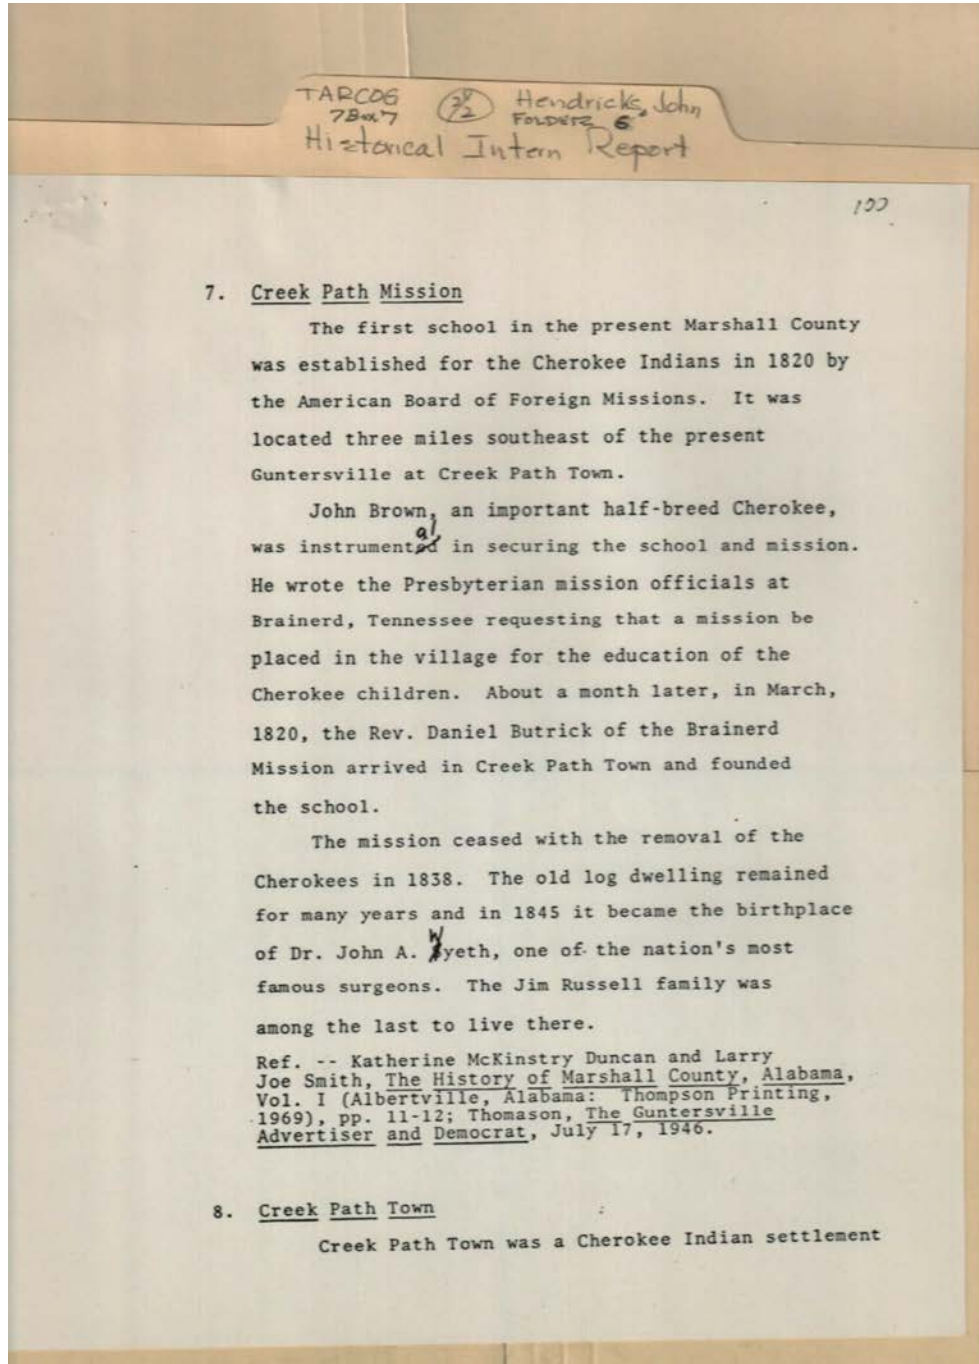 TARCOG
7Box7
Hendricks, John
Folder 6
Historical Intern Report
100
7. Creek Path Mission
The first school in the present Marshall County
was established for the Cherokee Indians in 1820 by
the American Board of Foreign Missions. It was
located three miles southeast of the present
Guntersville at Creek Path Town.
John Brown, an important half-breed Cherokee,
was instrumental in securing the school and mission.
He wrote the Presbyterian mission officials at
Brainerd, Tennessee requesting that a mission be
placed in the village for the education of the
Cherokee children. About a month later, in March,
1820, the Rev. Daniel Butrick of the Brainerd
Mission arrived in Creek Path Town and founded
the school.
The mission ceased with the removal of the
Cherokees in 1838. The old log dwelling remained
for many years and in 1845 it became the birthplace
of Dr. John A. Wyeth, one of the nation's most
famous surgeons. The Jim Russell family was
among the last to live there.
Ref. -- Katherine McKinstry Duncan and Larry
Joe Smith, The History of Marshall County, Alabama,
Vol. I (Albertville, Alabama: Thompson Printing,
1969), pp. 11-12; Thomason, The Guntersville
Advertiser and Democrat, July 17, 1946.
8. Creek Path Town
Creek Path Town was a Cherokee Indian settlement